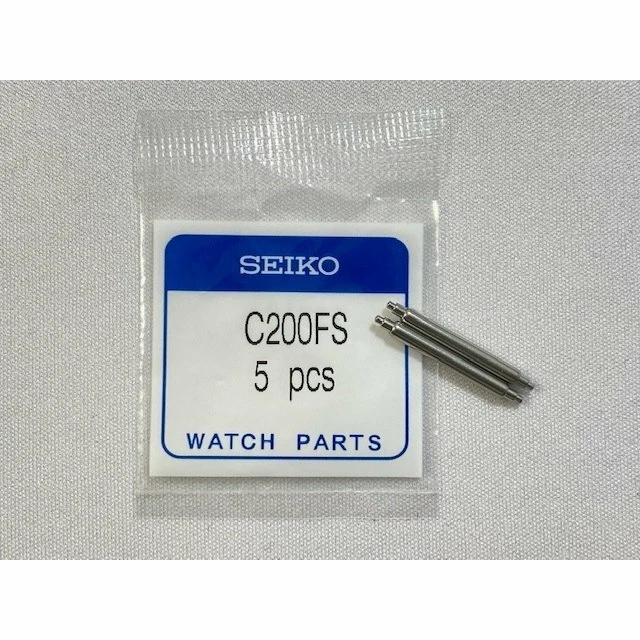 SEIKO
C200FS
5 pcs
WATCH PARTS